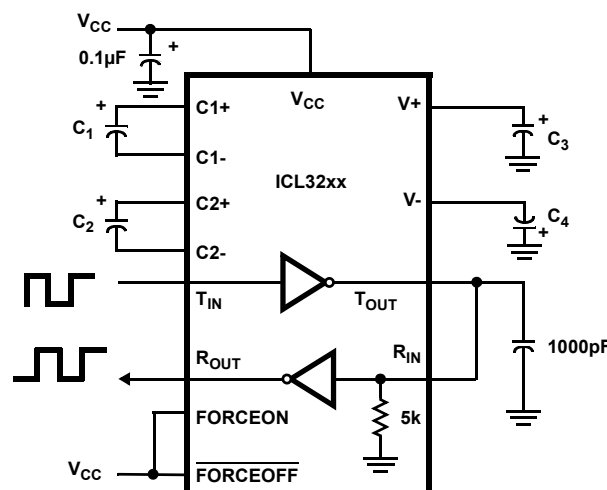 VCC
+
0.1µF
VCC
+
C1
C1+
C1-
V+
+
C3
ICL32xx
+
C2
C2+
C2-
V-
C4
+
TIN
TOUT
ROUT
RIN
1000pF
5k
FORCEON
VCC
FORCEOFF